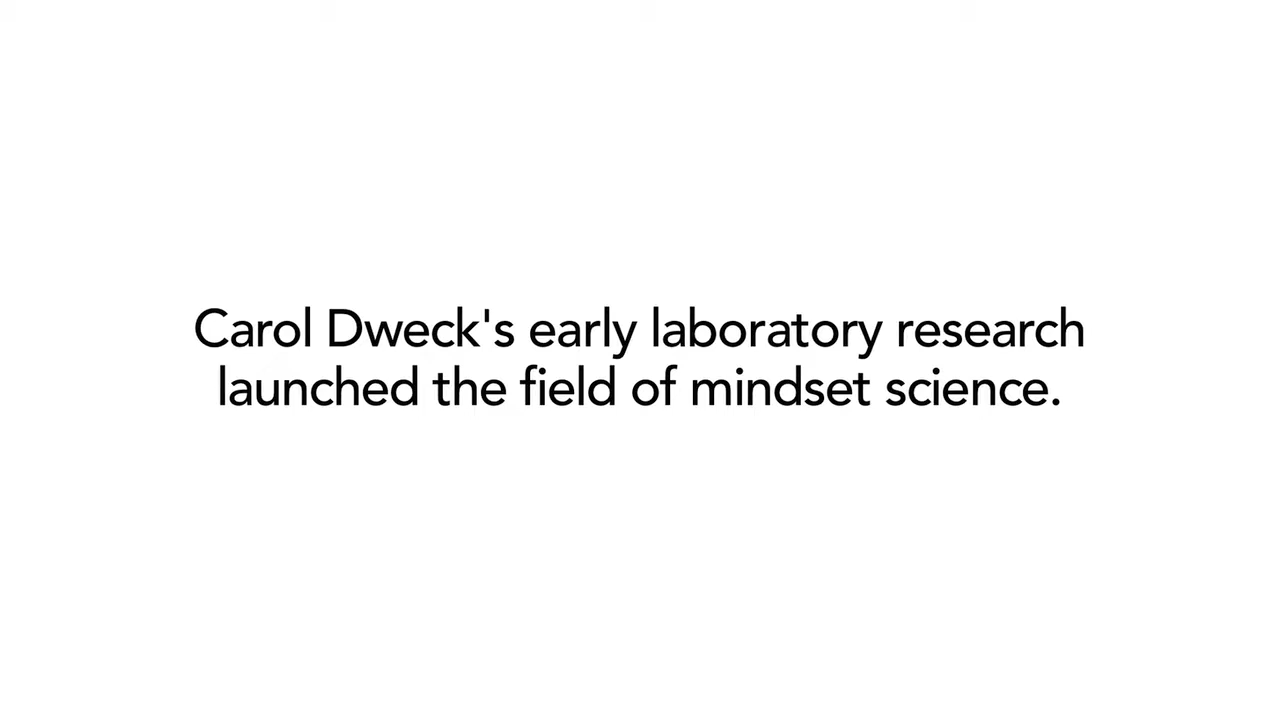 Carol Dweck's early laboratory research
launched the field of mindset science.